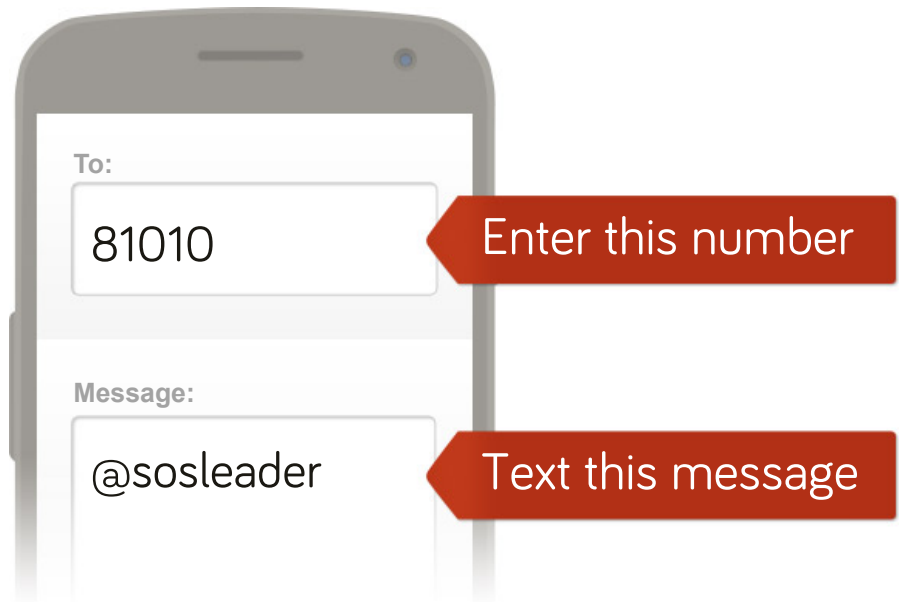 To:
81010
Enter this number
Message:
@sosleader
Text this message